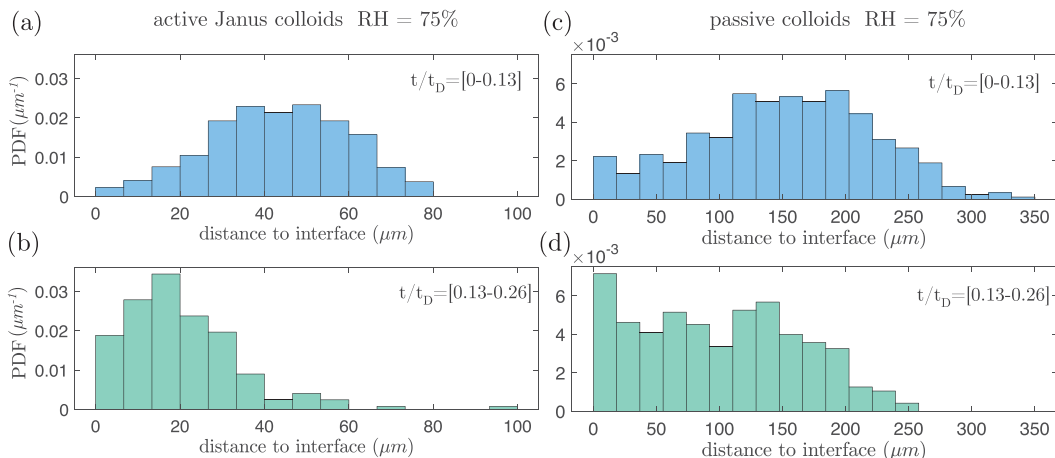 (a) active Janus colloids RH = 75%
t/t_D=[0-0.13]
PDF(μm⁻¹)
0.03
0.02
0.01
0
0 20 40 60 80 100
distance to interface (μm)
(b)
t/t_D=[0.13-0.26]
PDF(μm⁻¹)
0.03
0.02
0.01
0
0 20 40 60 80 100
distance to interface (μm)
(c) passive colloids RH = 75%
×10⁻³
t/t_D=[0-0.13]
6
4
2
0
0 50 100 150 200 250 300 350
distance to interface (μm)
(d)
×10⁻³
t/t_D=[0.13-0.26]
6
4
2
0
0 50 100 150 200 250 300 350
distance to interface (μm)